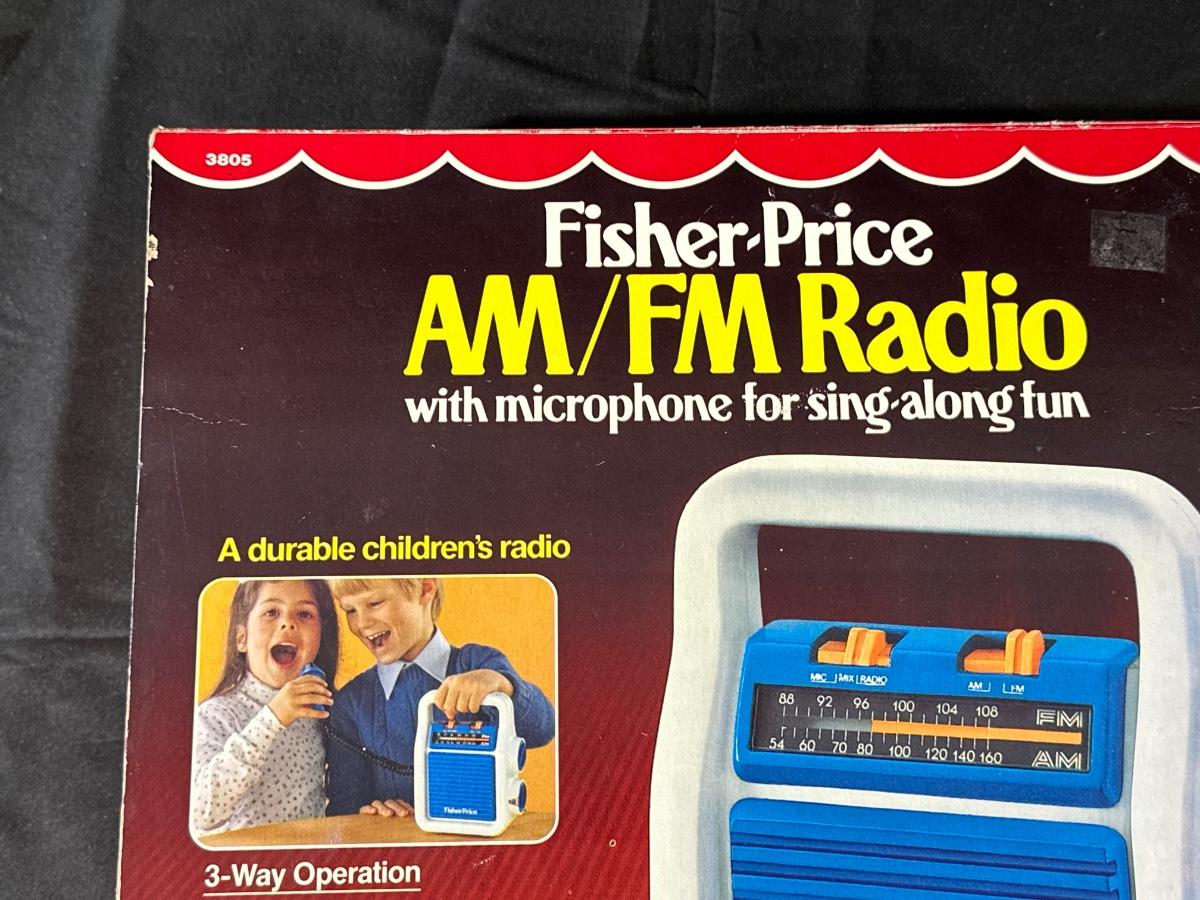 3805
Fisher-Price
AM/FM Radio
with microphone for sing-along fun
A durable children's radio
Fisher-Price
3-Way Operation
MIC MIX RADIO
AM FM
88 92 96 100 104 108 FM
54 60 70 80 100 120 140 160 AM